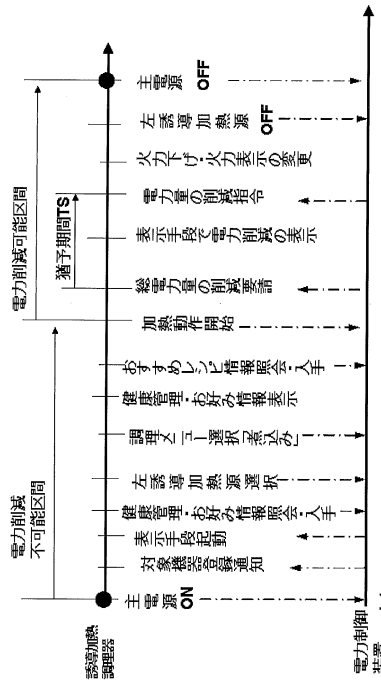 誘導加熱
調理器
電力削減
不可能区間
電力削減可能区間
猶予期間TS
主電源 ON
対象機器登録通知
表示手段起動
健康管理・お好み情報照会・入手
左誘導加熱源選択
調理メニュー選択「煮込み」
健康管理・お好み情報表示
おすすめレシピ情報照会・入手
加熱動作開始
総電力量の削減要請
表示手段で電力削減の表示
電力量の削減指令
火力下げ・火力表示の変更
左誘導加熱源 OFF
主電源 OFF
電力制御
装置